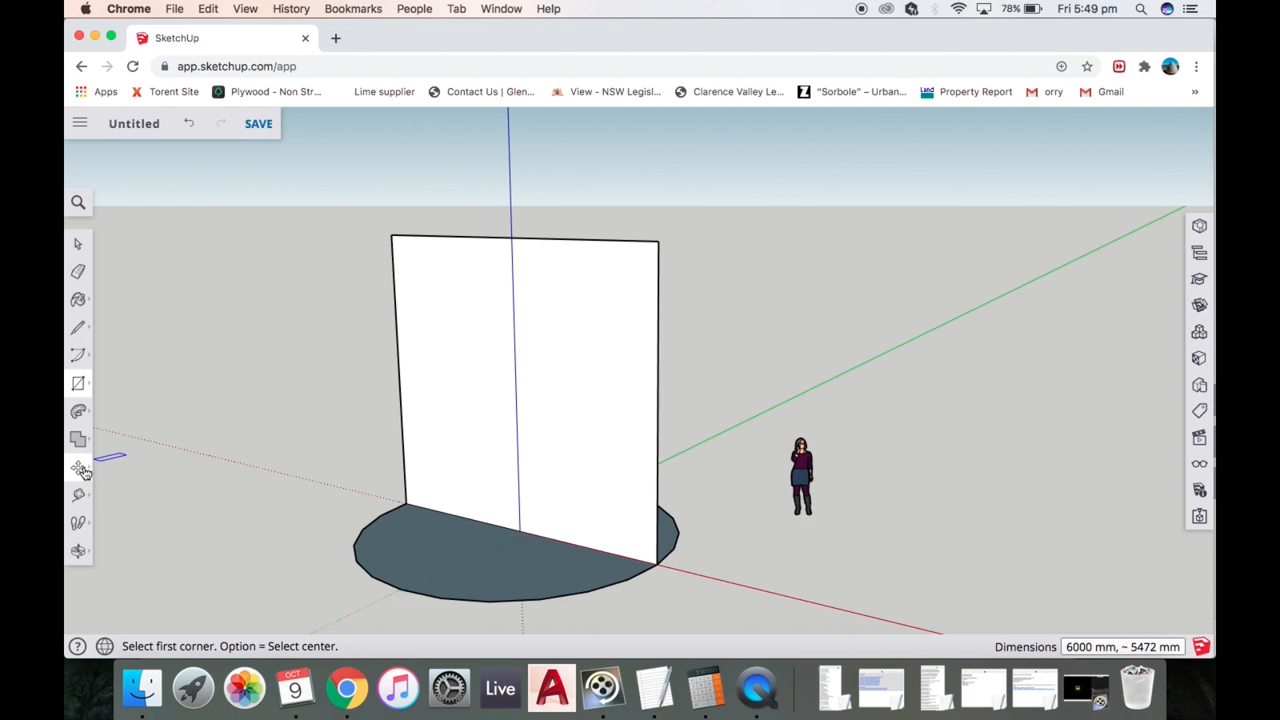 Chrome File Edit View History Bookmarks People Tab Window Help 78% Fri 5:49 pm
SketchUp
app.sketchup.com/app
Apps Torent Site Plywood - Non Str... Lime supplier Contact Us | Glen... View - NSW Legisl... Clarence Valley Le... “Sorbole” – Urban... Property Report orry Gmail »
Untitled SAVE
Select first corner. Option = Select center. Dimensions 6000 mm, ~ 5472 mm
OCT
9
Live